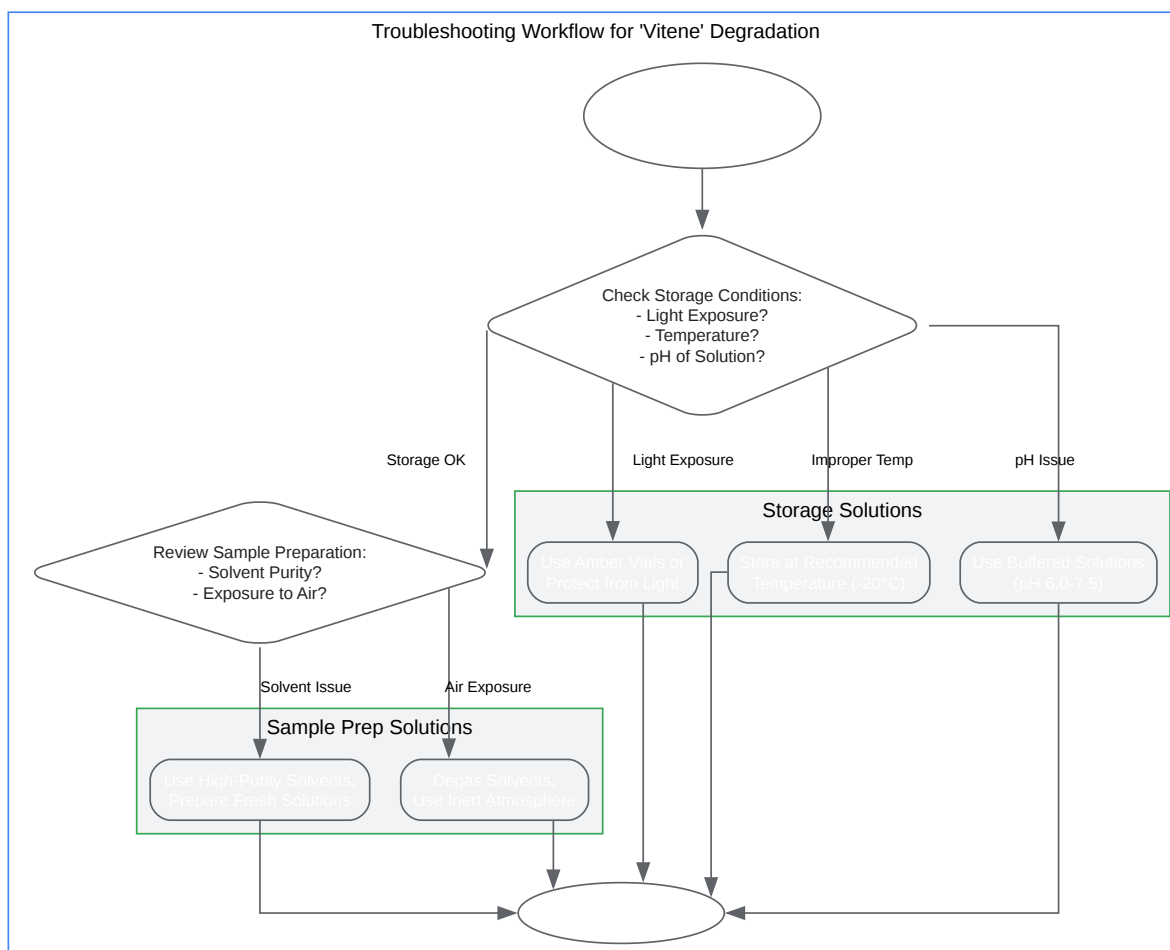 Troubleshooting Workflow for 'Vitene' Degradation
Check Storage Conditions:
- Light Exposure?
- Temperature?
- pH of Solution?
Storage OK
Light Exposure
Improper Temp
pH Issue
Storage Solutions
Review Sample Preparation:
- Solvent Purity?
- Exposure to Air?
Use Amber Vials or
Protect from Light
Store at Recommended
Temperature (-20°C)
Use Buffered Solutions
(pH 6.0-7.5)
Solvent Issue
Air Exposure
Sample Prep Solutions
Use High-Purity Solvents,
Prepare Fresh Solutions
Degas Solvents,
Use Inert Atmosphere